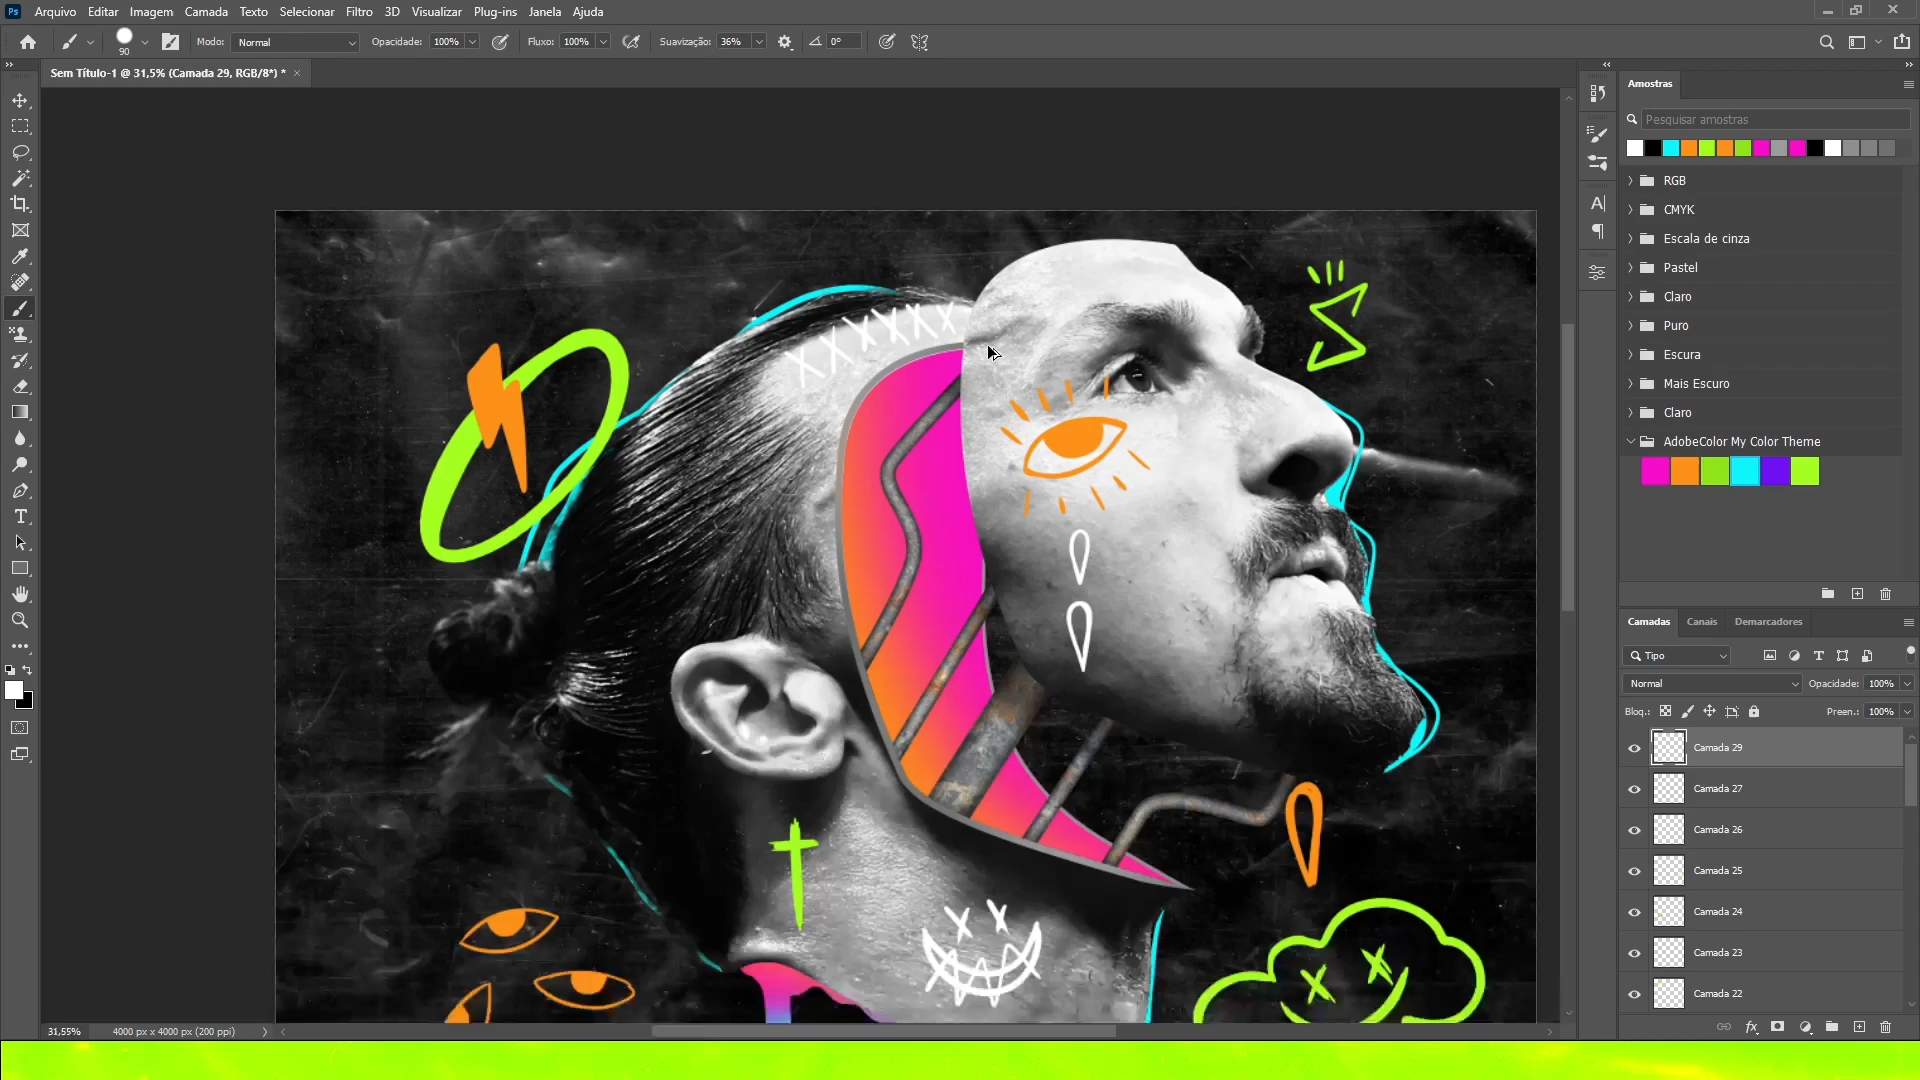 Ps Arquivo Editar Imagem Camada Texto Selecionar Filtro 3D Visualizar Plug-ins Janela Ajuda
90 Modo: Normal Opacidade: 100% Fluxo: 100% Suavização: 36% 0°
Sem Título-1 @ 31,5% (Camada 29, RGB/8*) *
Amostras
Pesquisar amostras
RGB
CMYK
Escala de cinza
Pastel
Claro
Puro
Escura
Mais Escuro
Claro
AdobeColor My Color Theme
Camadas Canais Demarcadores
Tipo
Normal Opacidade: 100%
Bloq.: Preen.: 100%
Camada 29
Camada 27
Camada 26
Camada 25
Camada 24
Camada 23
Camada 22
31,55% 4000 px x 4000 px (200 ppi)